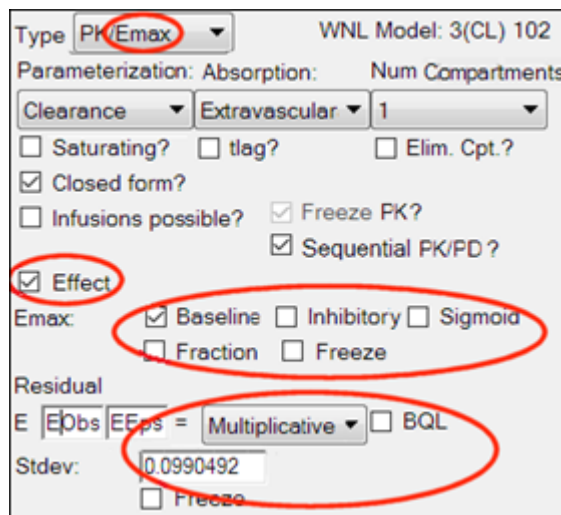 Type PK/Emax WNL Model: 3(CL) 102
Parameterization: Absorption: Num Compartments
Clearance Extravascular 1
Saturating? tlag? Elim. Cpt.?
Closed form?
Infusions possible? Freeze PK?
Sequential PK/PD?
Effect
Emax: Baseline Inhibitory Sigmoid
Fraction Freeze
Residual
E EObs EEps = Multiplicative BQL
Stdev: 0.0990492
Freeze